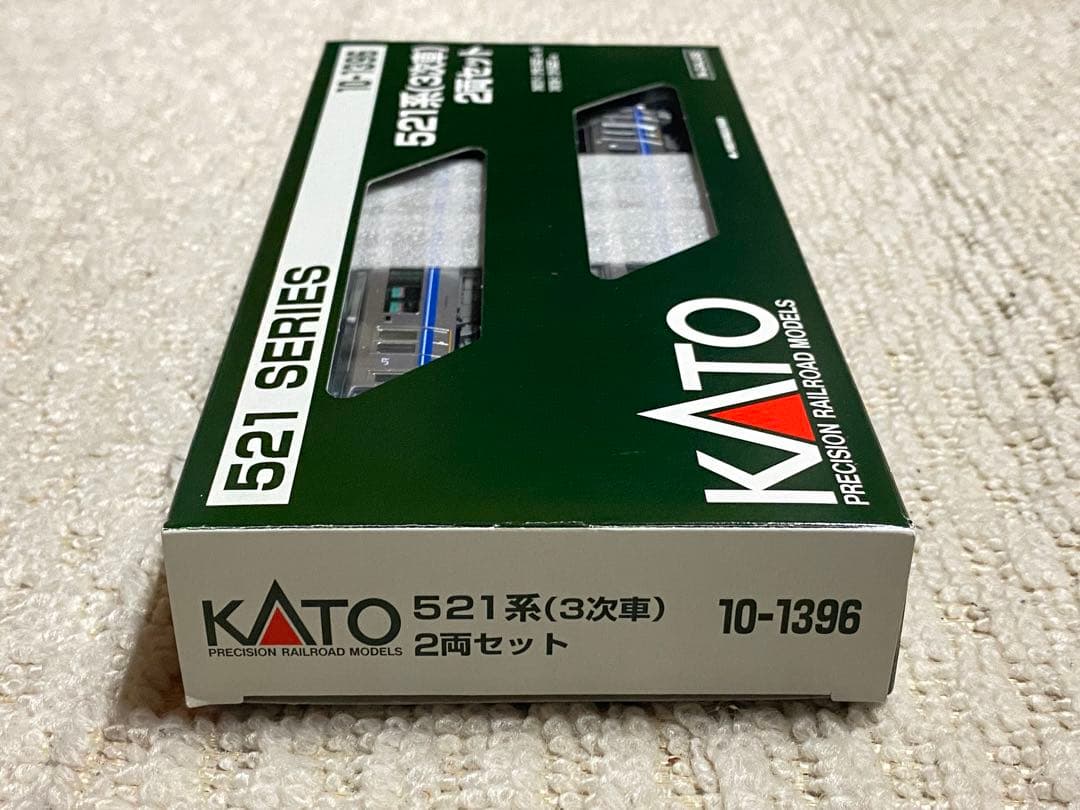 521 SERIES
10-1396
521系(3次車)
2両セット
KATO
PRECISION RAILROAD MODELS
JR
KATO
PRECISION RAILROAD MODELS
521系(3次車)
2両セット
10-1396